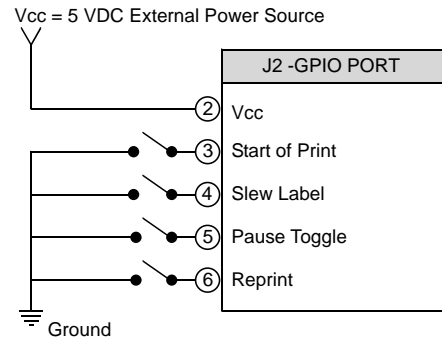 Vcc = 5 VDC External Power Source
J2 -GPIO PORT
2 Vcc
3 Start of Print
4 Slew Label
5 Pause Toggle
6 Reprint
Ground